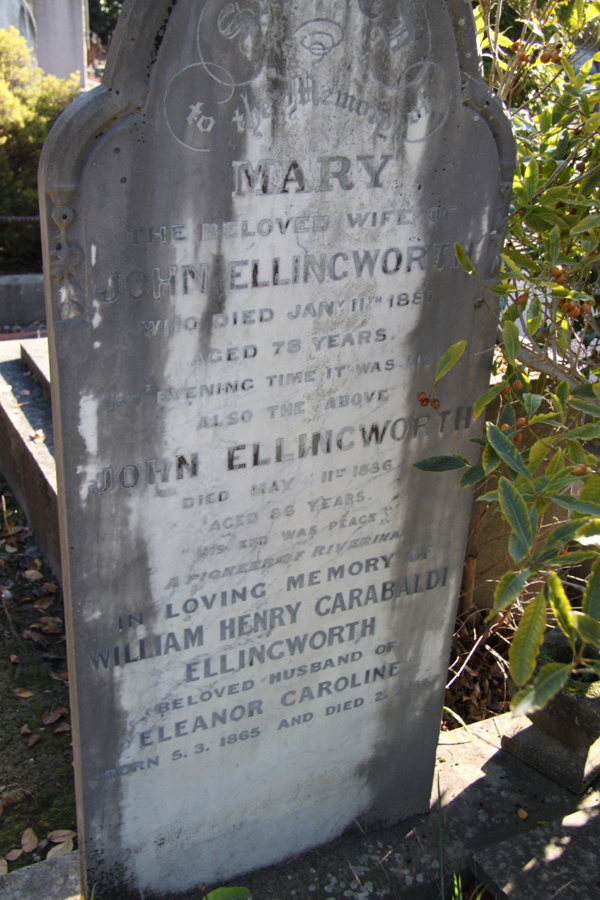 to the Memory of
MARY
THE BELOVED WIFE OF
JOHN ELLINGWORTH
WHO DIED JANY 11TH
AGED 78 YEARS.
EVENING TIME IT WAS
ALSO THE ABOVE
JOHN ELLINGWORTH
DIED MAY 11TH 1886
AGED 86 YEARS.
"HIS END WAS PEACE"
A PIONEER OF RIVERINA
IN LOVING MEMORY OF
WILLIAM HENRY GARABALDI
ELLINGWORTH
BELOVED HUSBAND OF
ELEANOR CAROLINE
BORN 5. 3. 1865 AND DIED 2.